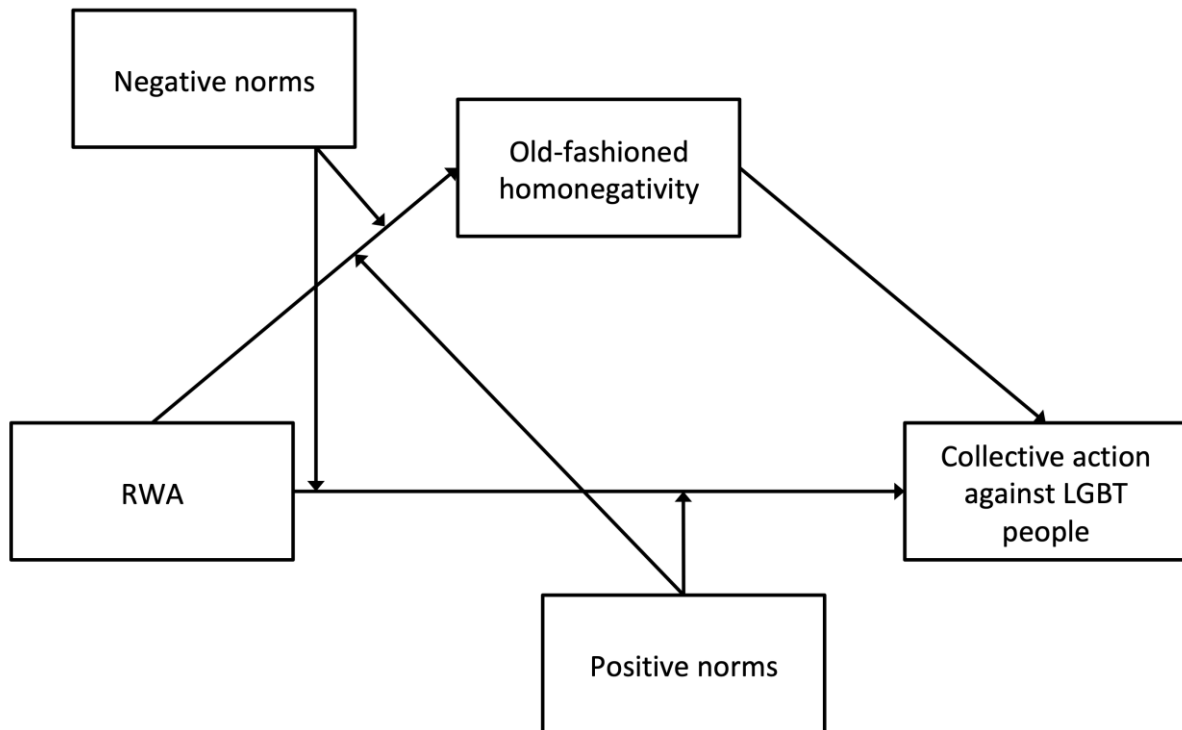 Negative norms
Old-fashioned
homonegativity
RWA
Collective action
against LGBT
people
Positive norms